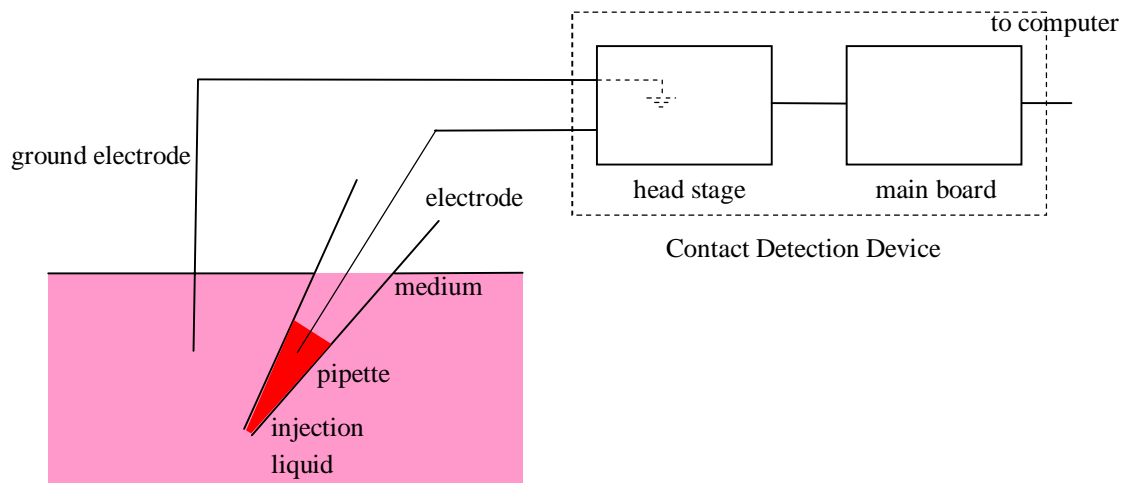 to computer
ground electrode
electrode
head stage
main board
Contact Detection Device
medium
pipette
injection
liquid